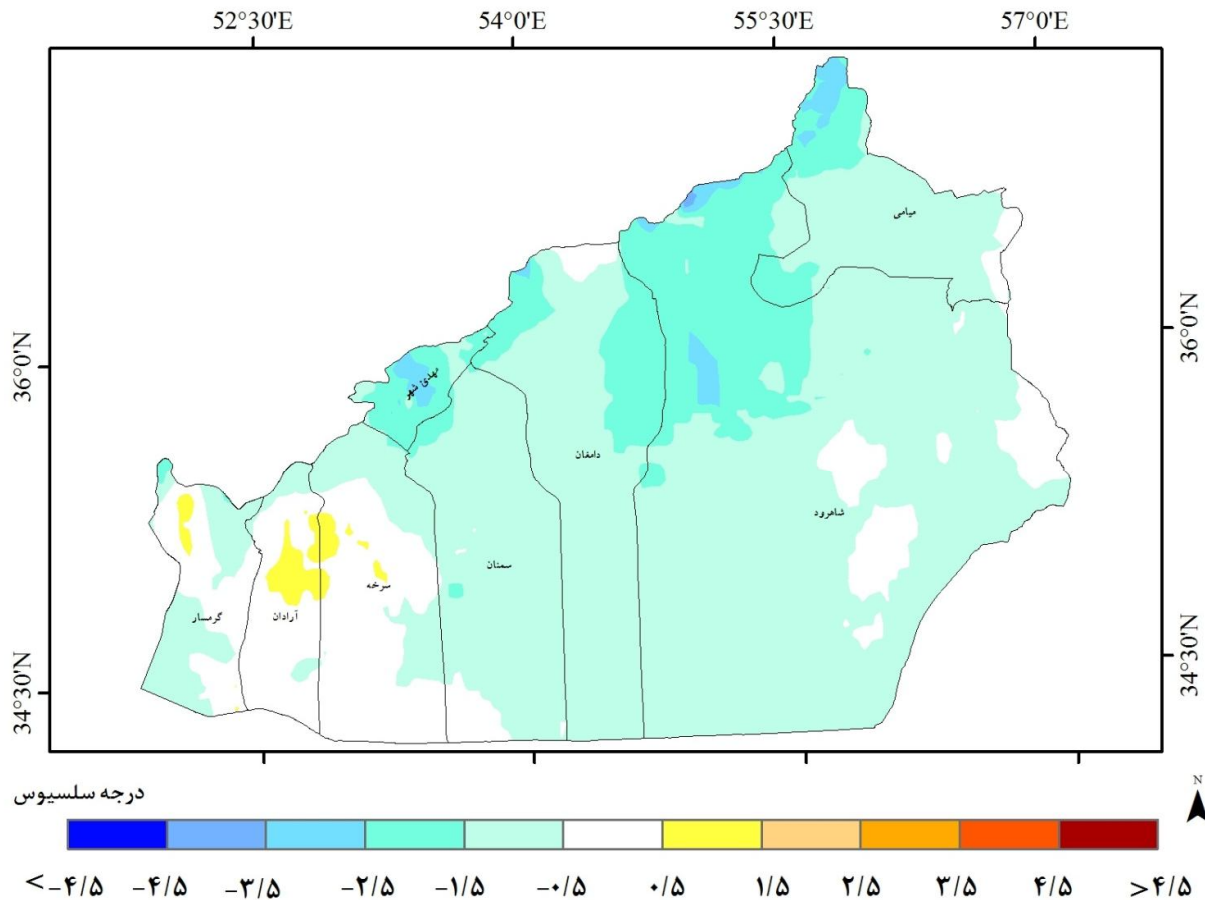 52°30'E 54°0'E 55°30'E 57°0'E
36°0'N
34°30'N
36°0'N
34°30'N
میامی
مهدی شهر
دامغان
شاهرود
سمنان
سرخه
آرادان
گرمسار
درجه سلسیوس
N
<-۴/۵ -۴/۵ -۳/۵ -۲/۵ -۱/۵ -۰/۵ ۰/۵ ۱/۵ ۲/۵ ۳/۵ ۴/۵ >۴/۵